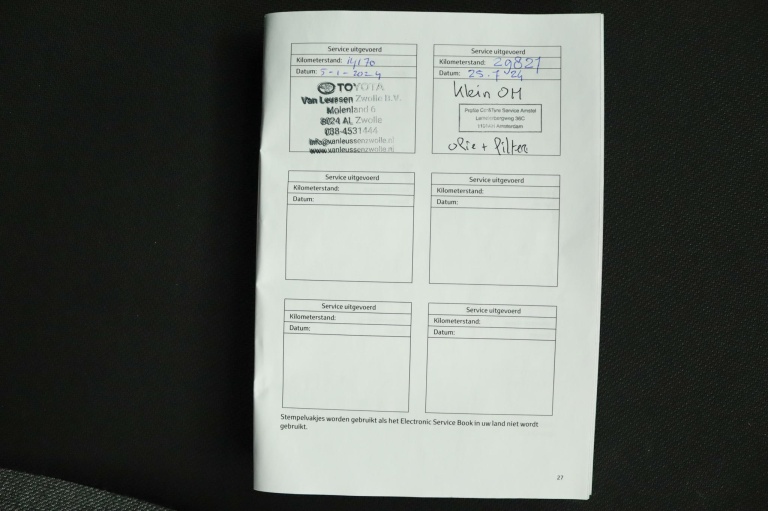 Service uitgevoerd
Kilometerstand: 14170
Datum: 5-1-2024
TOYOTA
Van Leussen Zwolle B.V.
Molenland 6
8024 AL Zwolle
038-4531444
info@vanleussenzwolle.nl
www.vanleussenzwolle.nl
Service uitgevoerd
Kilometerstand: 29821
Datum: 25.7 24
Klein OH
Profile Car&Tyre Service Amstel
Amsterdam
olie + filter
Service uitgevoerd
Kilometerstand:
Datum:
Service uitgevoerd
Kilometerstand:
Datum:
Service uitgevoerd
Kilometerstand:
Datum:
Service uitgevoerd
Kilometerstand:
Datum:
Stempelvakjes worden gebruikt als het Electronic Service Book in uw land niet wordt
gebruikt.
27